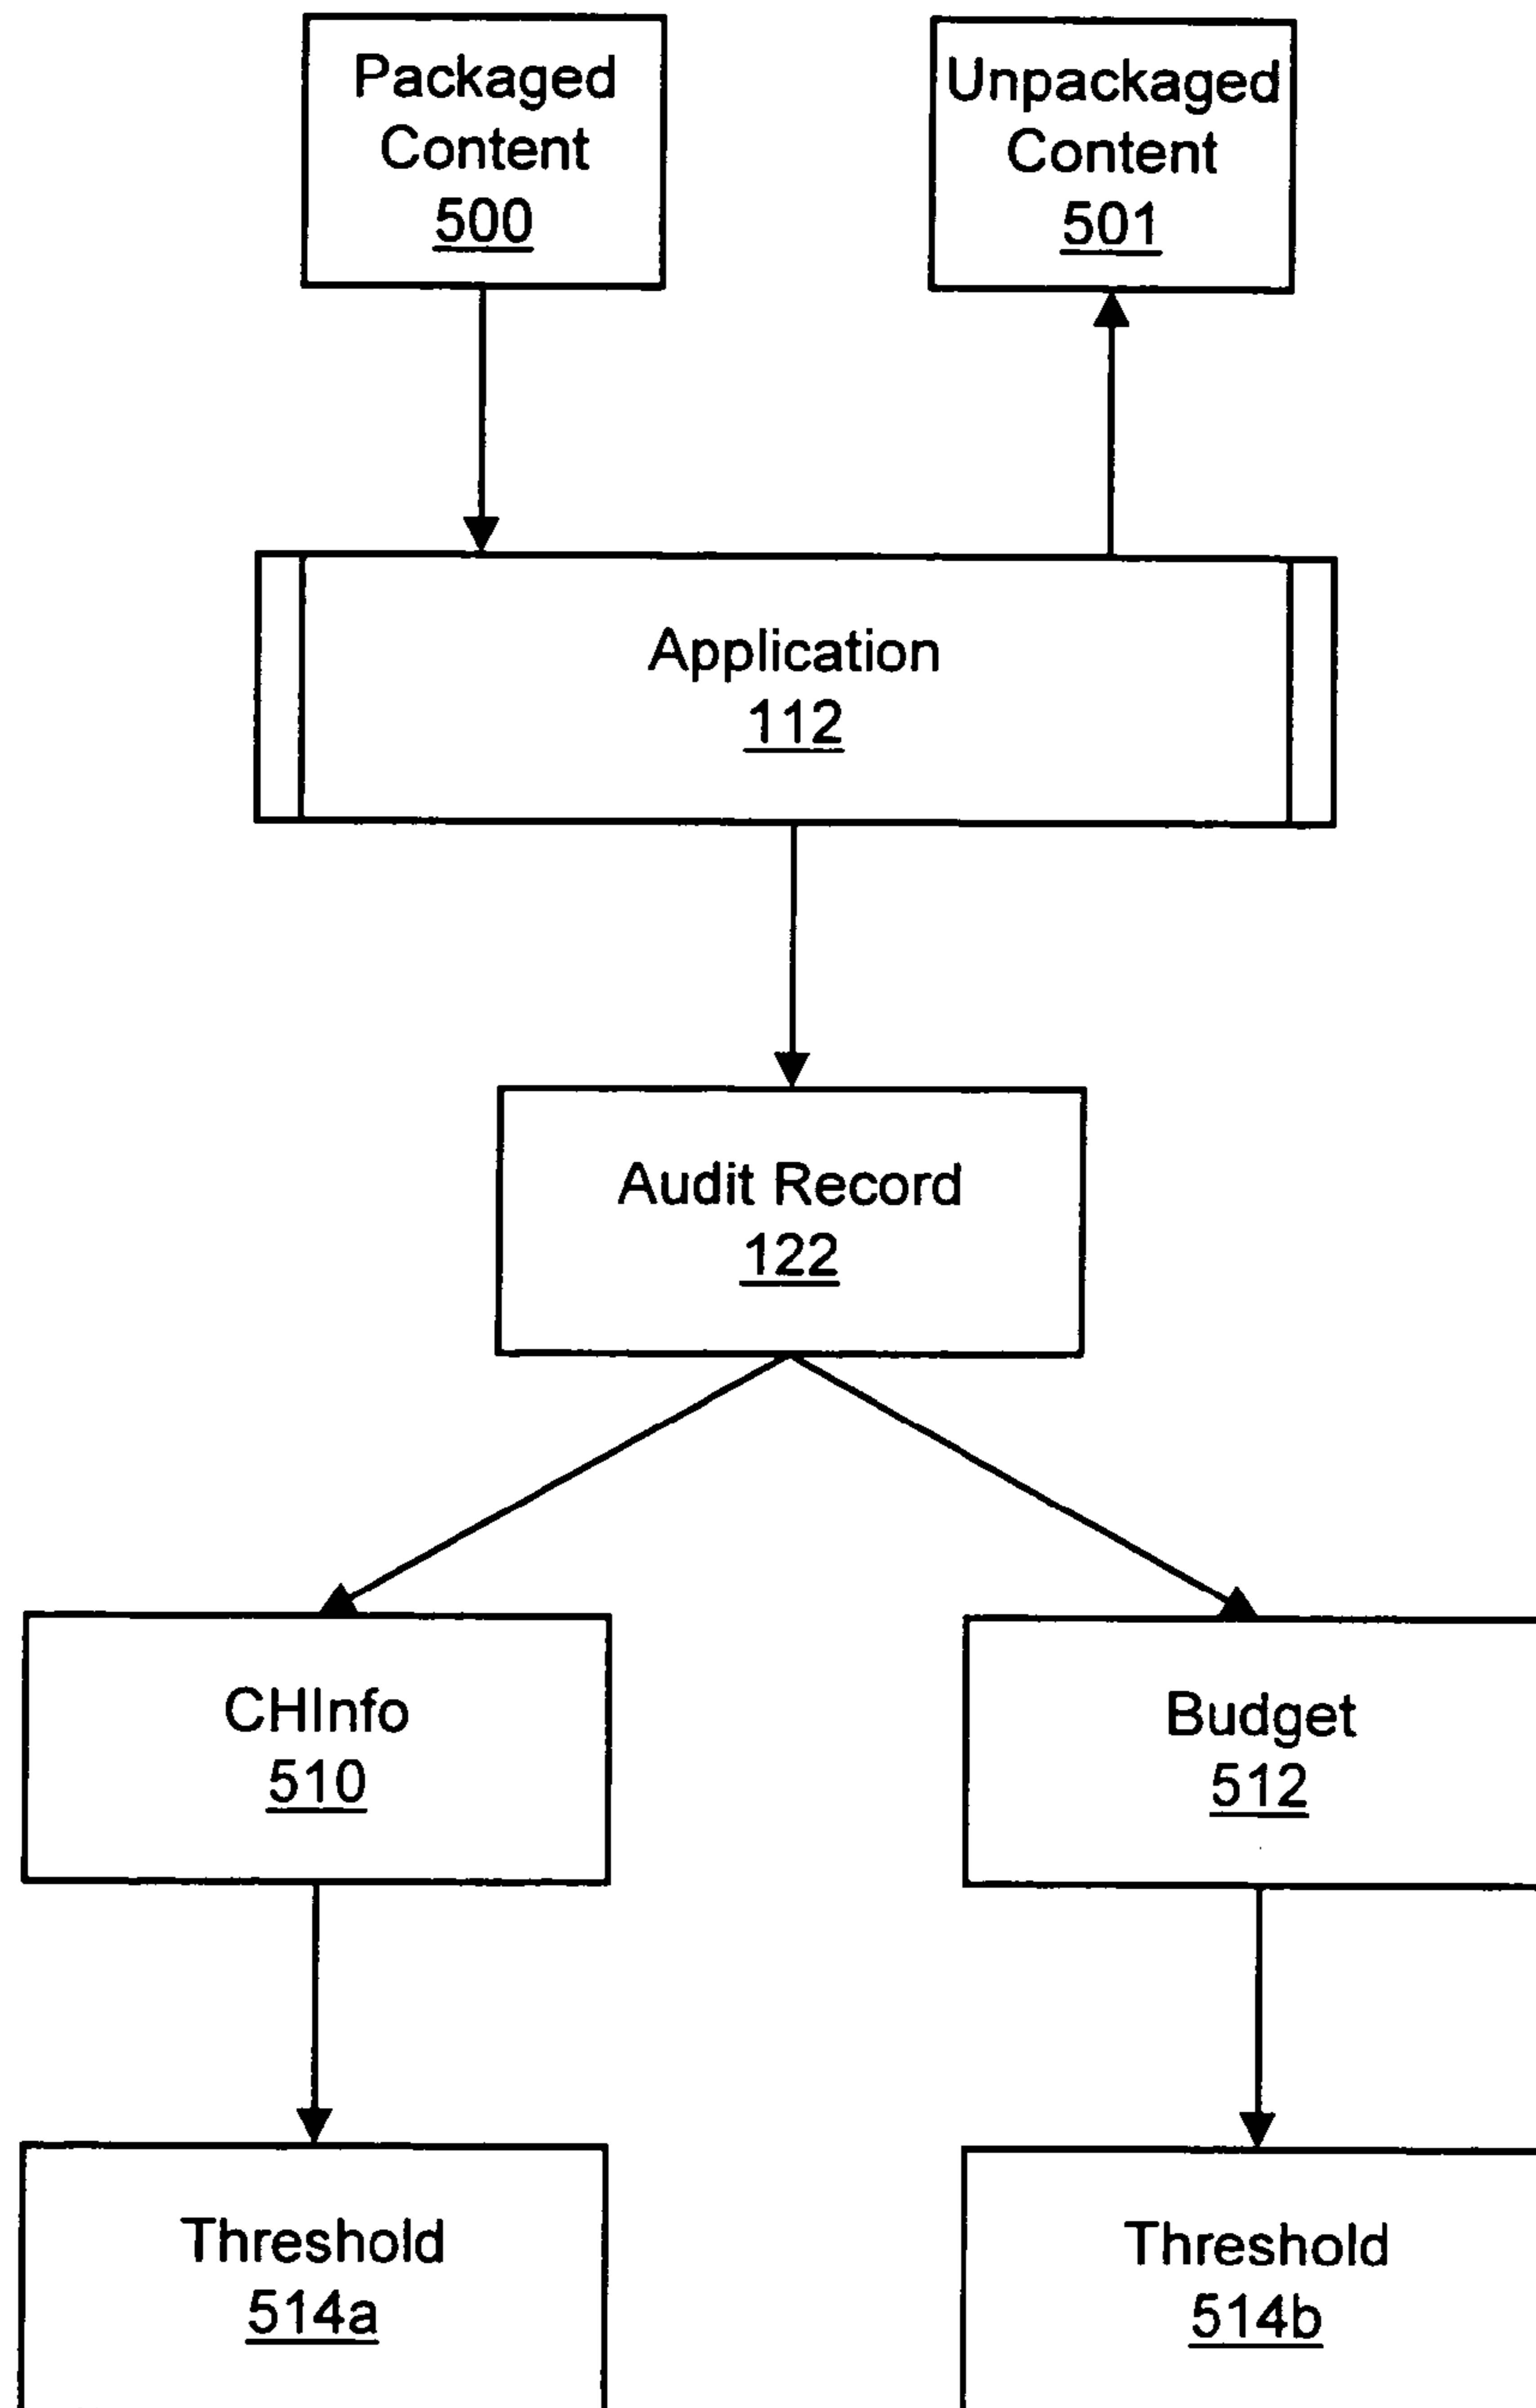 Packaged
Content
500
Unpackaged
Content
501
Application
112
Audit Record
122
CHInfo
510
Budget
512
Threshold
514a
Threshold
514b